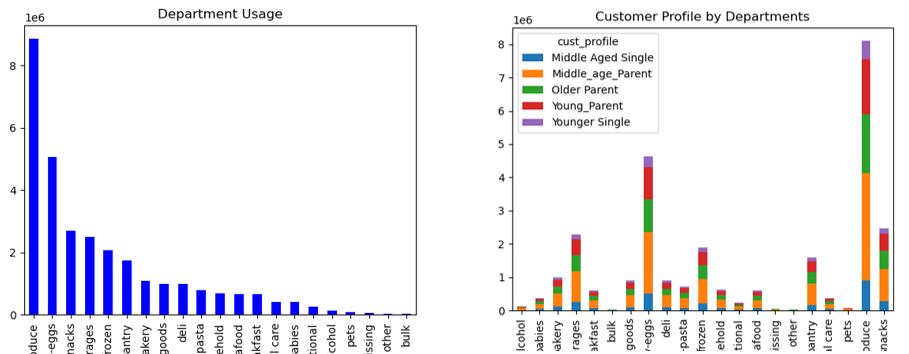 Department Usage
1e6
8
6
4
2
0
oduce
-eggs
nacks
rages
rozen
antry
akery
goods
deli
pasta
ehold
afood
akfast
l care
abies
tional
cohol
pets
issing
other
bulk
Customer Profile by Departments
1e6
8
7
6
5
4
3
2
1
0
cust_profile
Middle Aged Single
Middle_age_Parent
Older Parent
Young_Parent
Younger Single
lcohol
abies
akery
rages
kfast
bulk
goods
y-eggs
deli
-pasta
frozen
ehold
tional
afood
issing
other
pantry
al care
pets
oduce
snacks